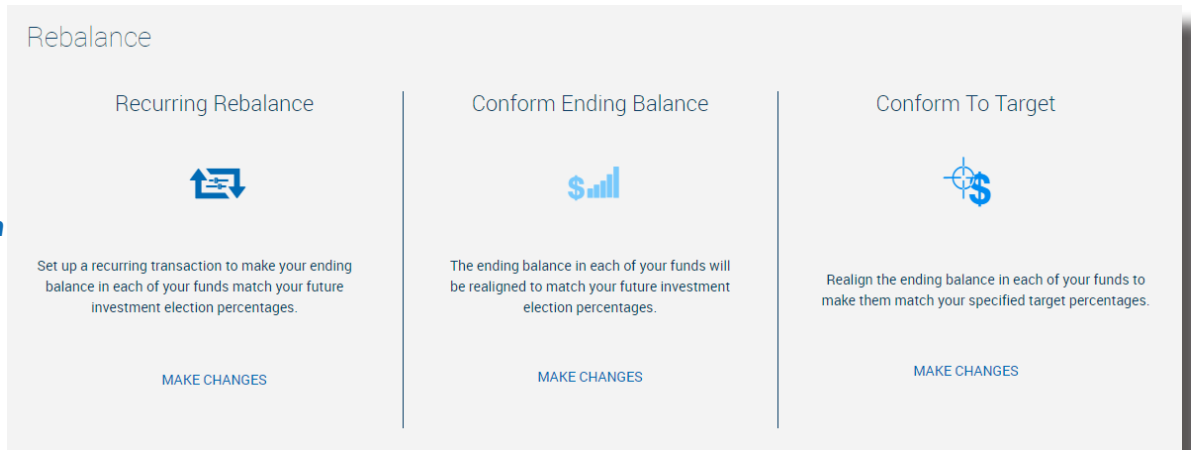 Rebalance
Recurring Rebalance
Set up a recurring transaction to make your ending
balance in each of your funds match your future
investment election percentages.
MAKE CHANGES
Conform Ending Balance
$
The ending balance in each of your funds will
be realigned to match your future investment
election percentages.
MAKE CHANGES
Conform To Target
$
Realign the ending balance in each of your funds to
make them match your specified target percentages.
MAKE CHANGES